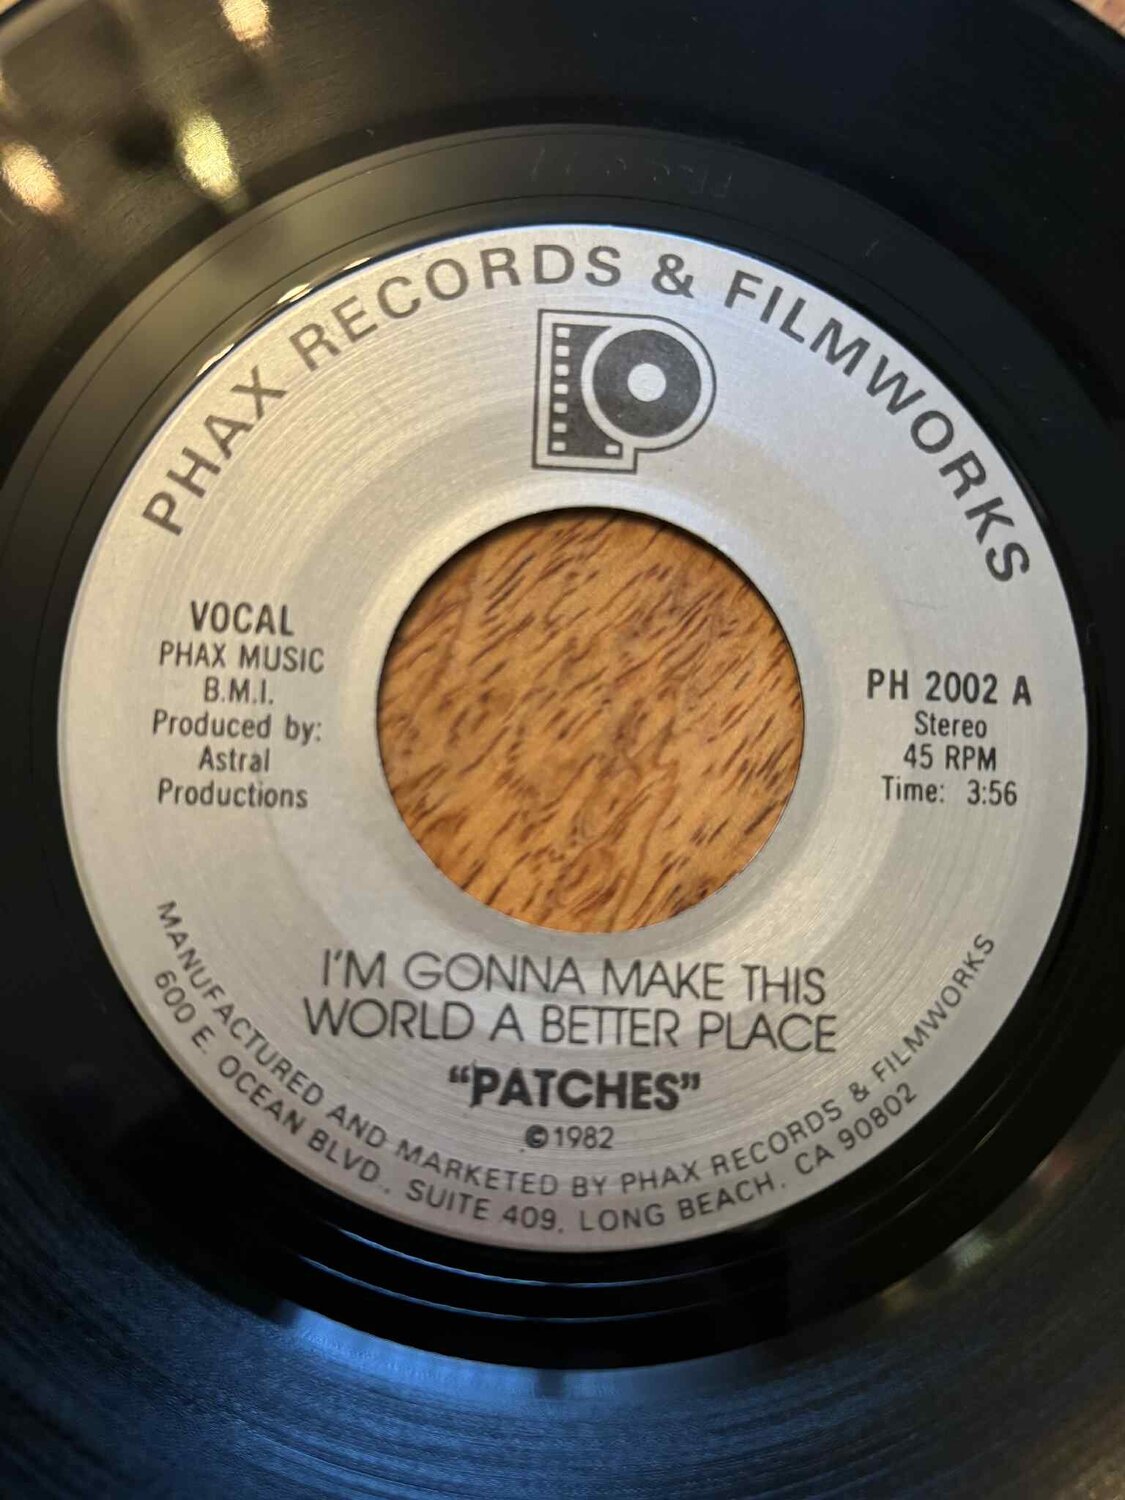 PHAX RECORDS & FILMWORKS
VOCAL
PHAX MUSIC
B.M.I.
Produced by:
Astral
Productions
PH 2002 A
Stereo
45 RPM
Time: 3:56
I'M GONNA MAKE THIS
WORLD A BETTER PLACE
"PATCHES"
©1982
MANUFACTURED AND MARKETED BY PHAX RECORDS & FILMWORKS
600 E. OCEAN BLVD., SUITE 409, LONG BEACH, CA 90802